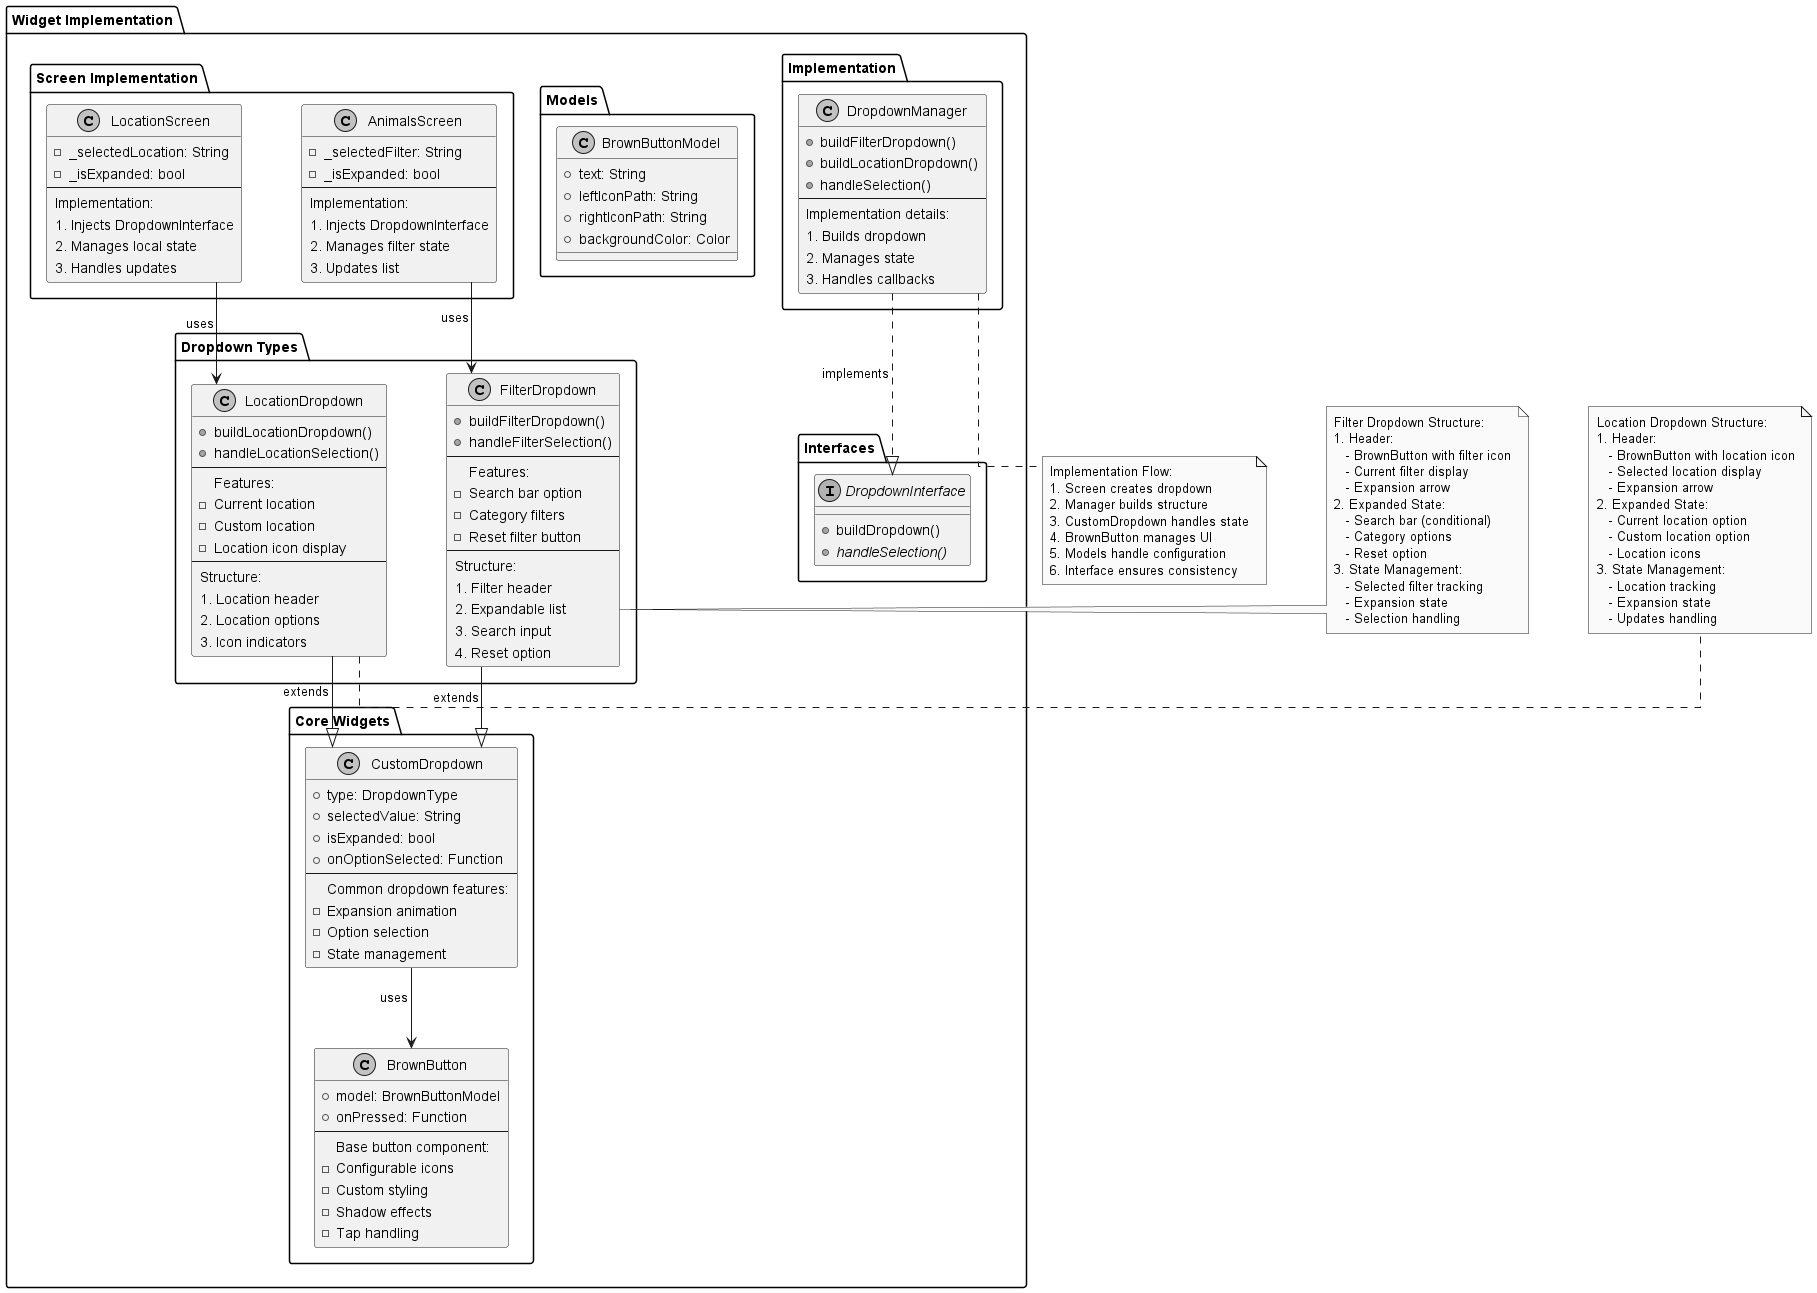 Widget Implementation
Screen Implementation
C LocationScreen
_selectedLocation: String
_isExpanded: bool
Implementation:
1. Injects DropdownInterface
2. Manages local state
3. Handles updates
C AnimalsScreen
_selectedFilter: String
_isExpanded: bool
Implementation:
1. Injects DropdownInterface
2. Manages filter state
3. Updates list
Models
C BrownButtonModel
text: String
leftIconPath: String
rightIconPath: String
backgroundColor: Color
Implementation
C DropdownManager
buildFilterDropdown()
buildLocationDropdown()
handleSelection()
Implementation details:
1. Builds dropdown
2. Manages state
3. Handles callbacks
uses
uses
implements
Dropdown Types
C LocationDropdown
buildLocationDropdown()
handleLocationSelection()
Features:
Current location
Custom location
Location icon display
Structure:
1. Location header
2. Location options
3. Icon indicators
C FilterDropdown
buildFilterDropdown()
handleFilterSelection()
Features:
Search bar option
Category filters
Reset filter button
Structure:
1. Filter header
2. Expandable list
3. Search input
4. Reset option
Interfaces
I DropdownInterface
buildDropdown()
handleSelection()
Implementation Flow:
1. Screen creates dropdown
2. Manager builds structure
3. CustomDropdown handles state
4. BrownButton manages UI
5. Models handle configuration
6. Interface ensures consistency
Filter Dropdown Structure:
1. Header:
- BrownButton with filter icon
- Current filter display
- Expansion arrow
2. Expanded State:
- Search bar (conditional)
- Category options
- Reset option
3. State Management:
- Selected filter tracking
- Expansion state
- Selection handling
Location Dropdown Structure:
1. Header:
- BrownButton with location icon
- Selected location display
- Expansion arrow
2. Expanded State:
- Current location option
- Custom location option
- Location icons
3. State Management:
- Location tracking
- Expansion state
- Updates handling
extends
extends
Core Widgets
C CustomDropdown
type: DropdownType
selectedValue: String
isExpanded: bool
onOptionSelected: Function
Common dropdown features:
Expansion animation
Option selection
State management
uses
C BrownButton
model: BrownButtonModel
onPressed: Function
Base button component:
Configurable icons
Custom styling
Shadow effects
Tap handling